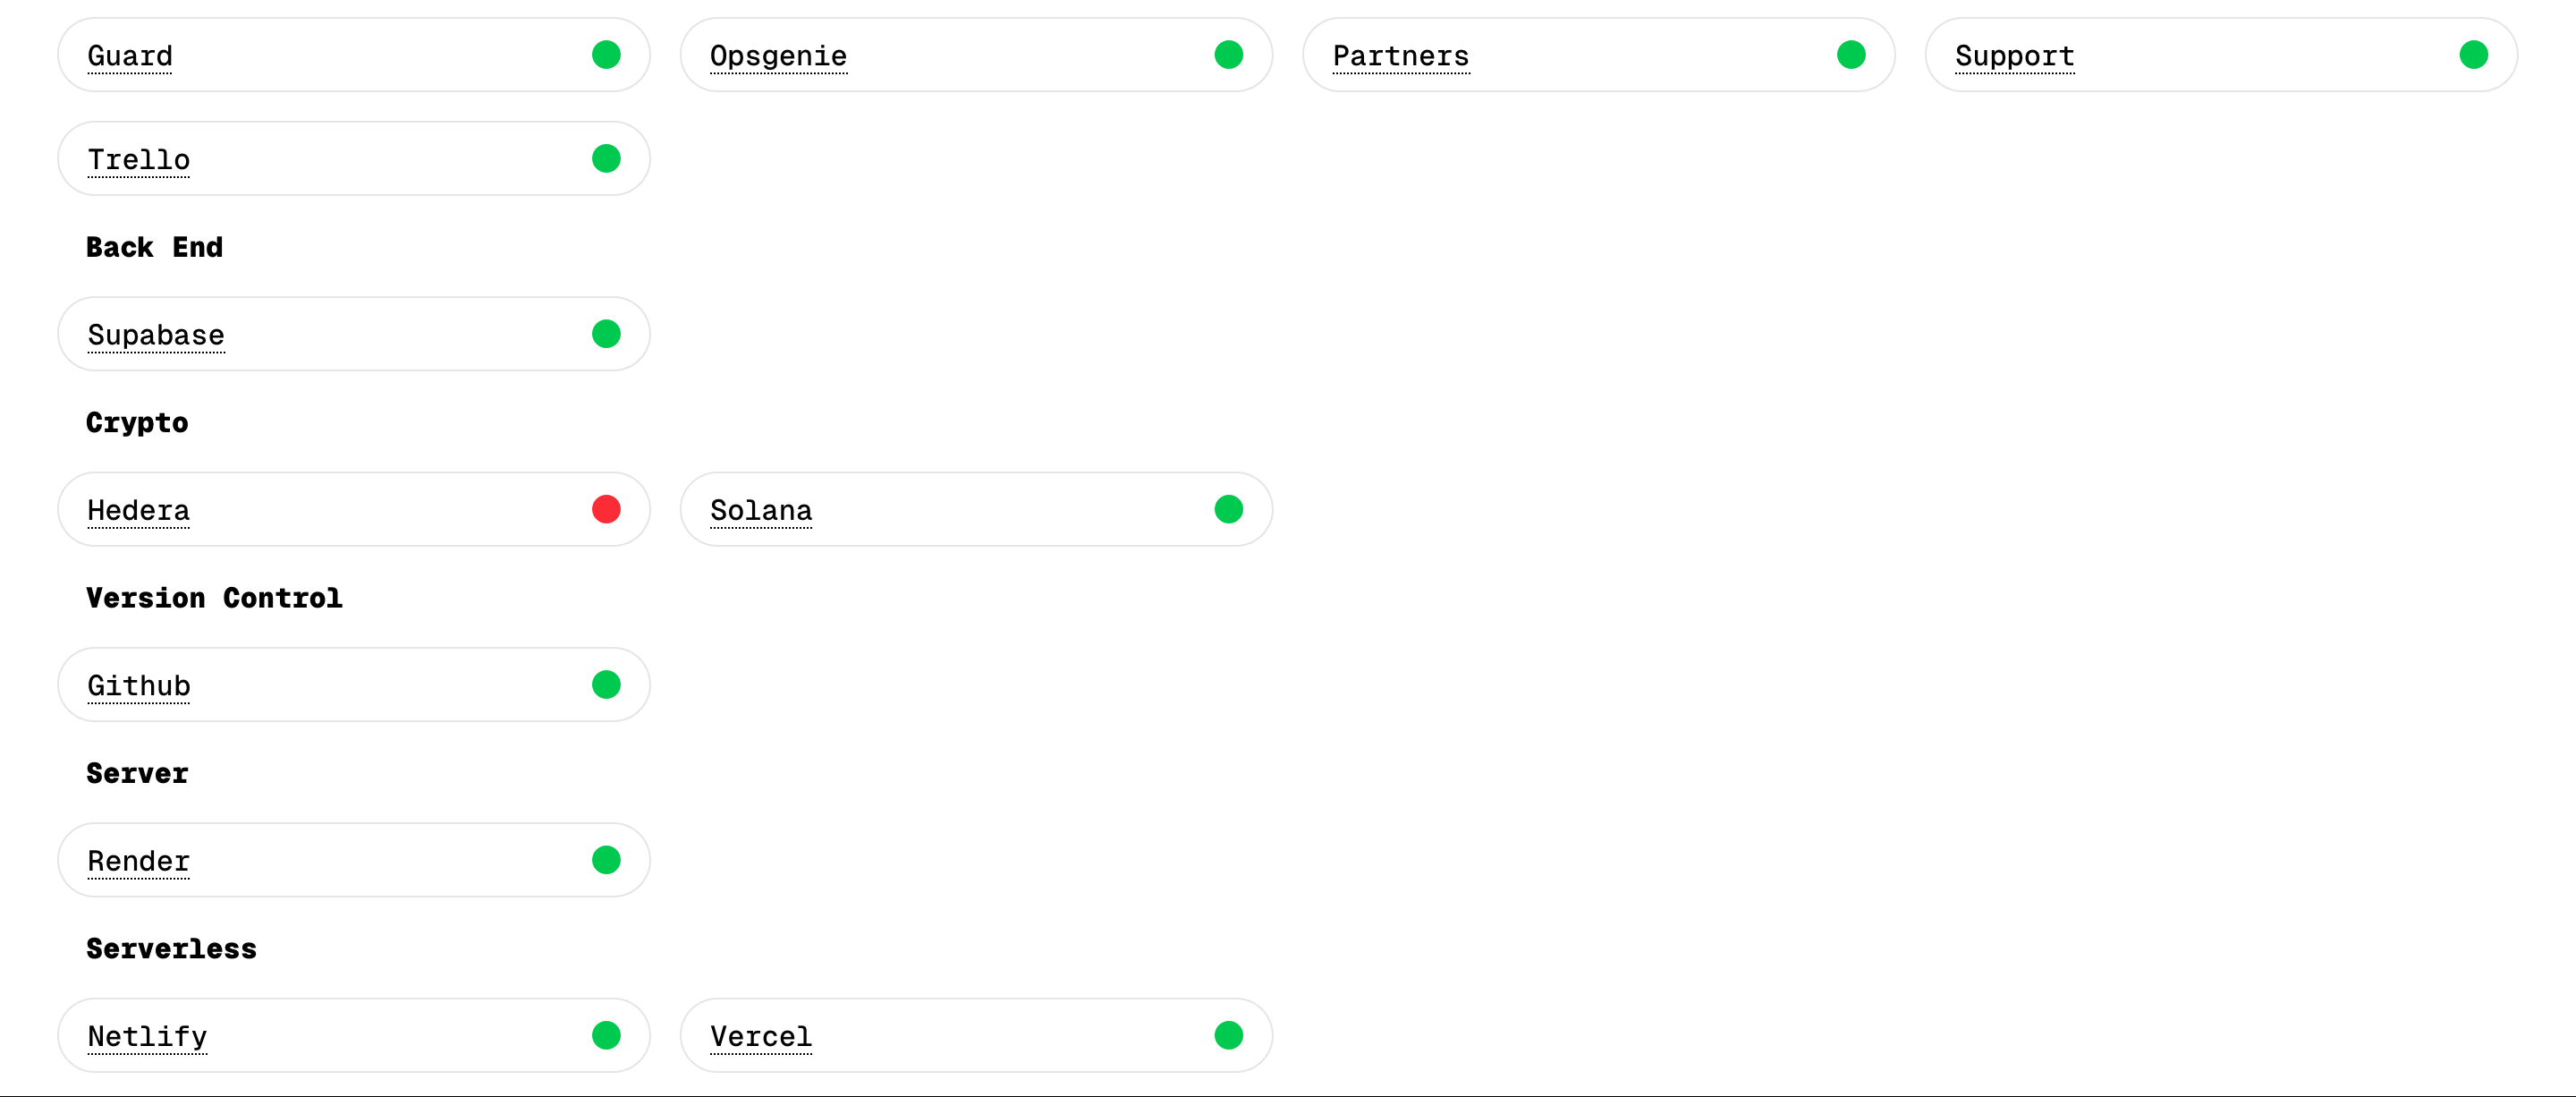 Guard Opsgenie Partners Support
Trello
Back End
Supabase
Crypto
Hedera Solana
Version Control
Github
Server
Render
Serverless
Netlify Vercel